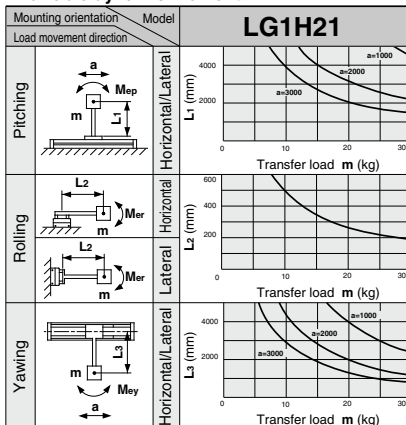 Mounting orientation Model
Load movement direction
LG1H21
Pitching
a
Mep
m
L1
Horizontal/Lateral
L1 (mm)
4000
2000
a=1000
a=2000
a=3000
0 10 20 30
Transfer load m (kg)
Rolling
L2
m
Mer
Horizontal
L2
m
Mer
Lateral
L2 (mm)
600
400
200
0 10 20 30
Transfer load m (kg)
Yawing
m
L3
Mey
a
Horizontal/Lateral
L3 (mm)
4000
2000
a=1000
a=2000
a=3000
0 10 20 30
Transfer load m (kg)